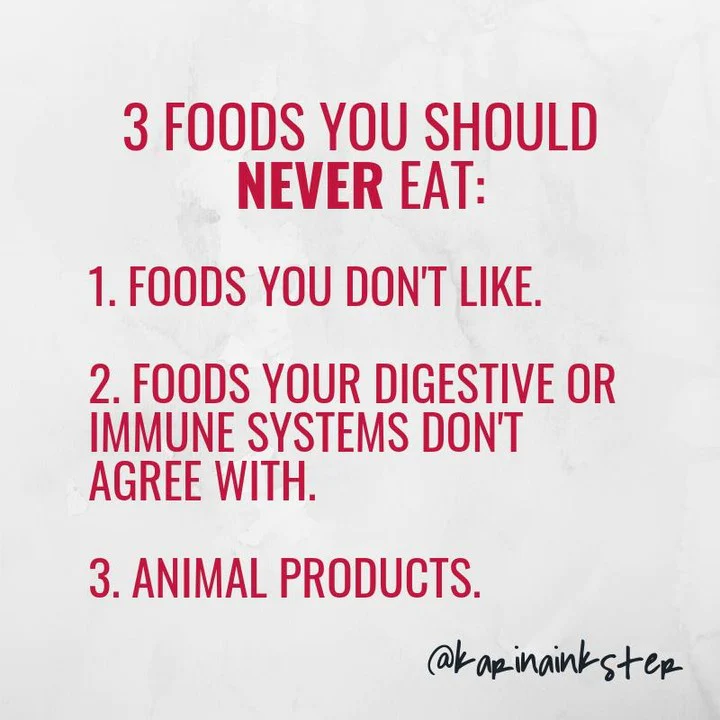 3 FOODS YOU SHOULD
NEVER EAT:
1. FOODS YOU DON'T LIKE.
2. FOODS YOUR DIGESTIVE OR
IMMUNE SYSTEMS DON'T
AGREE WITH.
3. ANIMAL PRODUCTS.
@karinainkster